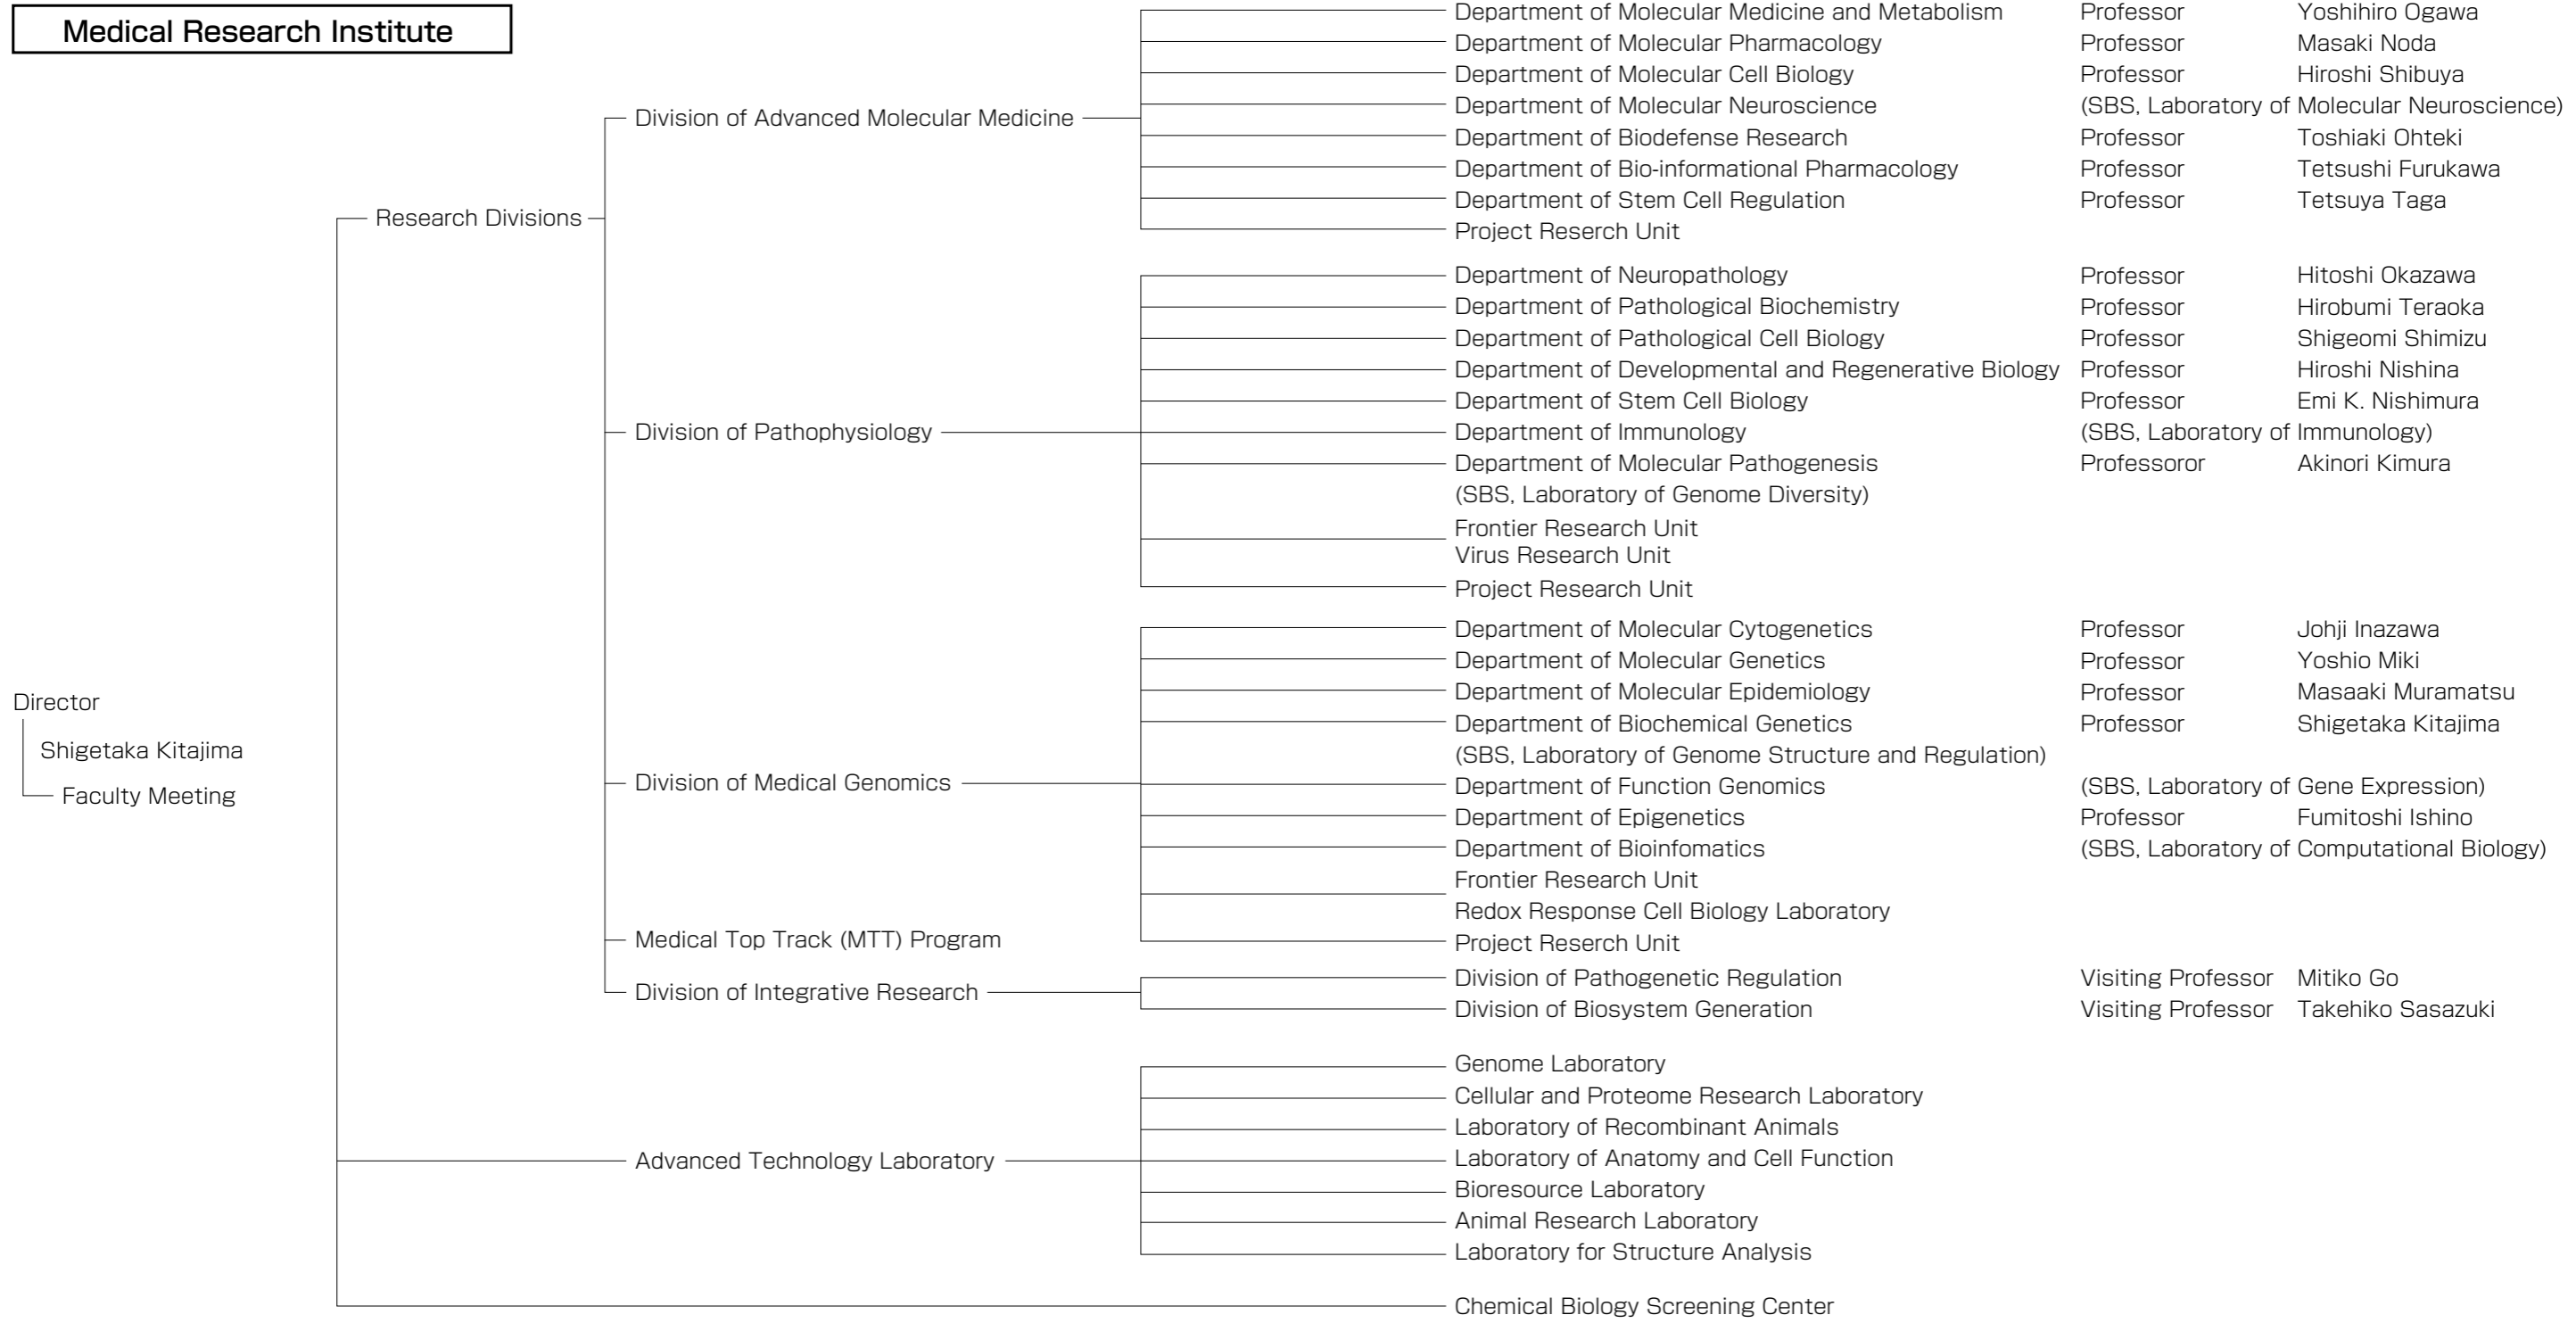 Medical Research Institute
Director
Shigetaka Kitajima
Faculty Meeting
Research Divisions
Division of Advanced Molecular Medicine
Department of Molecular Medicine and Metabolism Professor Yoshihiro Ogawa
Department of Molecular Pharmacology Professor Masaki Noda
Department of Molecular Cell Biology Professor Hiroshi Shibuya
Department of Molecular Neuroscience (SBS, Laboratory of Molecular Neuroscience)
Department of Biodefense Research Professor Toshiaki Ohteki
Department of Bio-informational Pharmacology Professor Tetsushi Furukawa
Department of Stem Cell Regulation Professor Tetsuya Taga
Project Reserch Unit
Division of Pathophysiology
Department of Neuropathology Professor Hitoshi Okazawa
Department of Pathological Biochemistry Professor Hirobumi Teraoka
Department of Pathological Cell Biology Professor Shigeomi Shimizu
Department of Developmental and Regenerative Biology Professor Hiroshi Nishina
Department of Stem Cell Biology Professor Emi K. Nishimura
Department of Immunology (SBS, Laboratory of Immunology)
Department of Molecular Pathogenesis Professoror Akinori Kimura
(SBS, Laboratory of Genome Diversity)
Frontier Research Unit
Virus Research Unit
Project Research Unit
Division of Medical Genomics
Department of Molecular Cytogenetics Professor Johji Inazawa
Department of Molecular Genetics Professor Yoshio Miki
Department of Molecular Epidemiology Professor Masaaki Muramatsu
Department of Biochemical Genetics Professor Shigetaka Kitajima
(SBS, Laboratory of Genome Structure and Regulation)
Department of Function Genomics (SBS, Laboratory of Gene Expression)
Department of Epigenetics Professor Fumitoshi Ishino
Department of Bioinfomatics (SBS, Laboratory of Computational Biology)
Frontier Research Unit
Redox Response Cell Biology Laboratory
Project Reserch Unit
Medical Top Track (MTT) Program
Division of Integrative Research
Division of Pathogenetic Regulation Visiting Professor Mitiko Go
Division of Biosystem Generation Visiting Professor Takehiko Sasazuki
Advanced Technology Laboratory
Genome Laboratory
Cellular and Proteome Research Laboratory
Laboratory of Recombinant Animals
Laboratory of Anatomy and Cell Function
Bioresource Laboratory
Animal Research Laboratory
Laboratory for Structure Analysis
Chemical Biology Screening Center